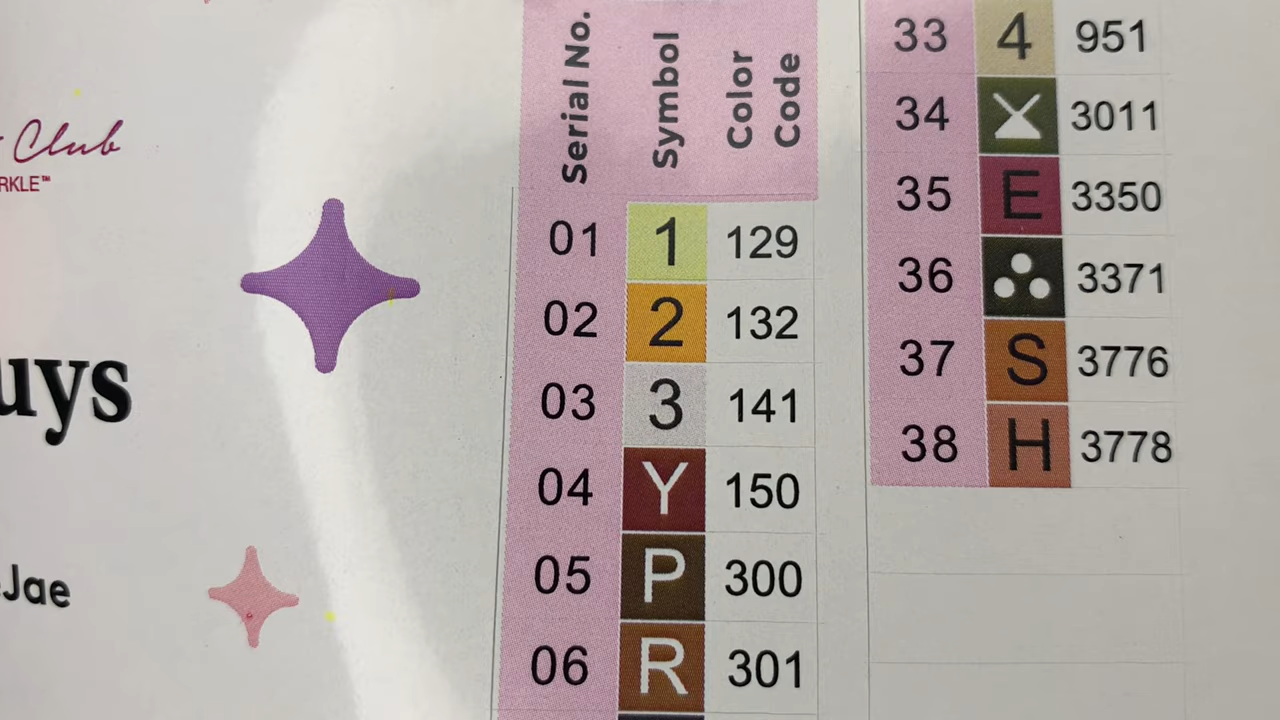 Club
RKLE™
uys
Jae
Serial No. Symbol Color Code
01 1 129
02 2 132
03 3 141
04 Y 150
05 P 300
06 R 301
33 4 951
34 3011
35 E 3350
36 3371
37 S 3776
38 H 3778